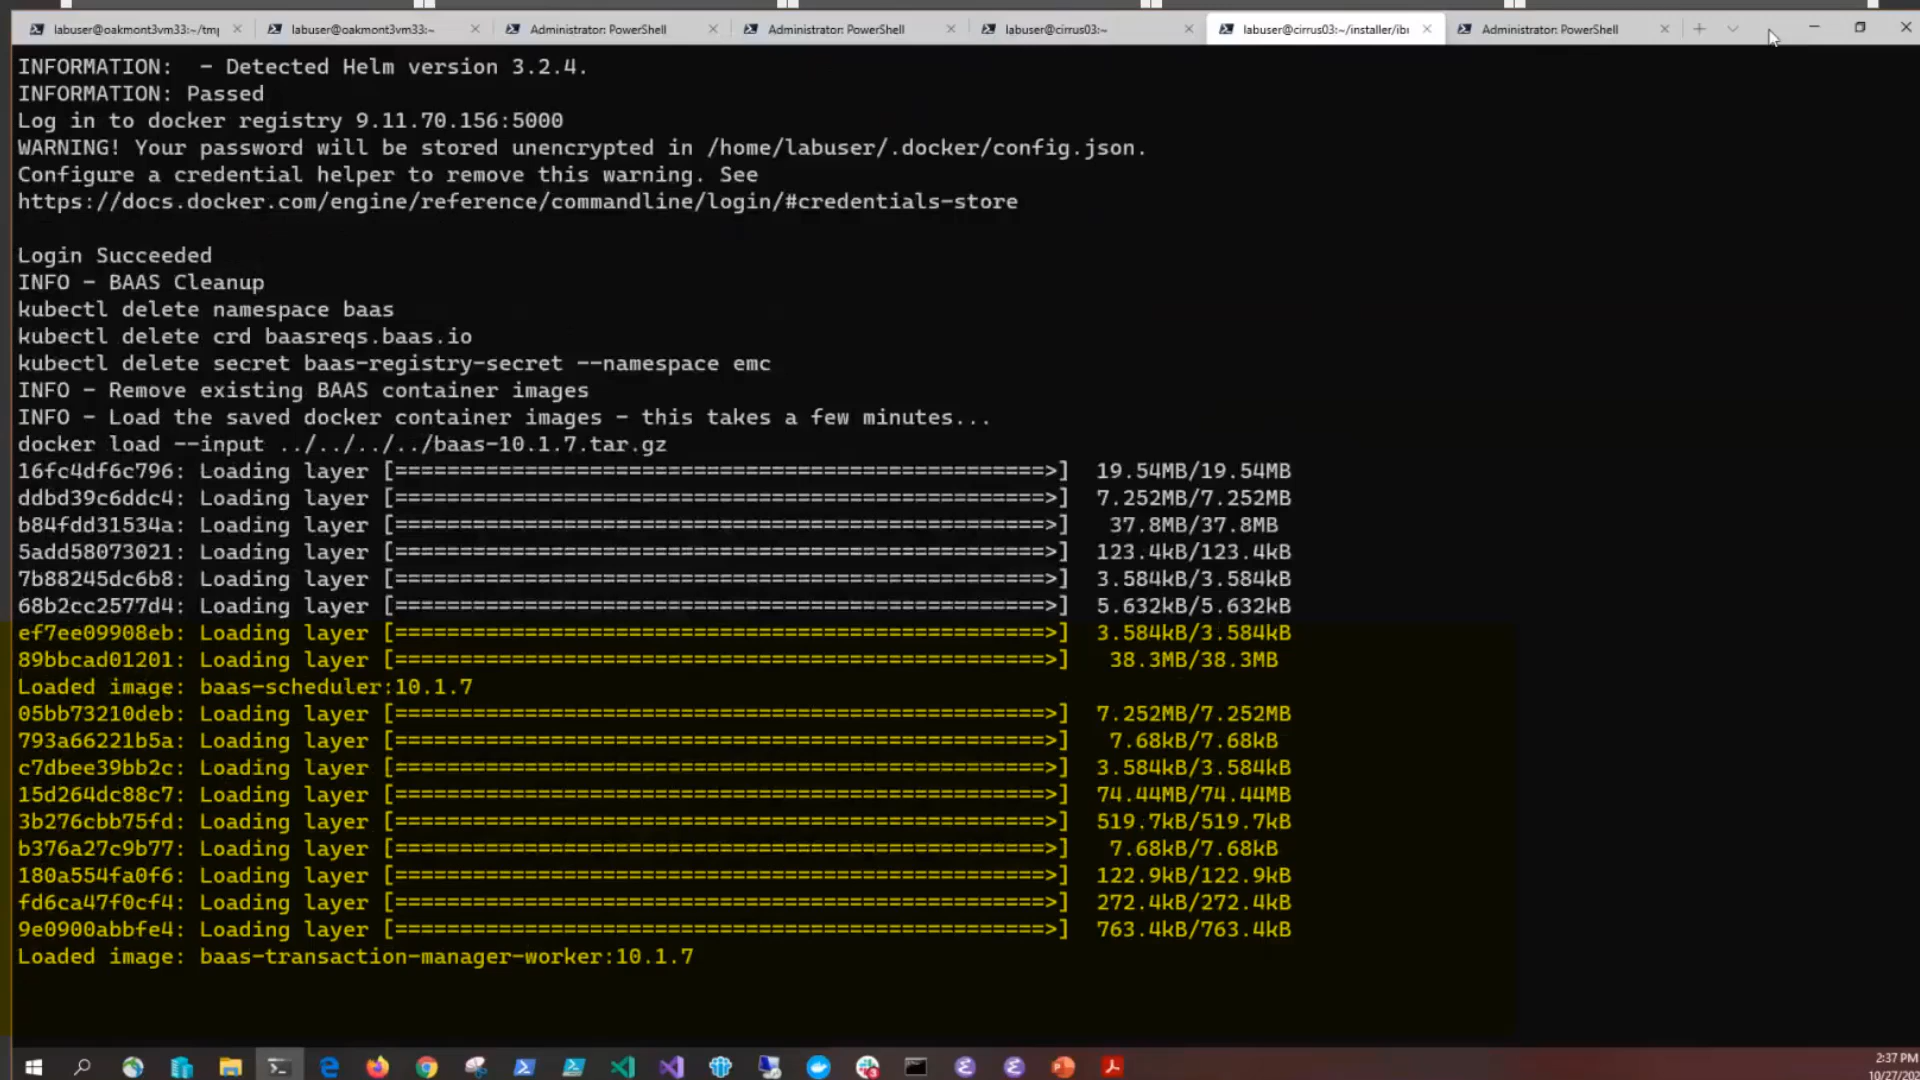 labuser@oakmont3vm33:~/tmp
labuser@oakmont3vm33:~
Administrator: PowerShell
Administrator: PowerShell
labuser@cirrus03:~
labuser@cirrus03:~/installer/ib
Administrator: PowerShell
INFORMATION:  - Detected Helm version 3.2.4.
INFORMATION: Passed
Log in to docker registry 9.11.70.156:5000
WARNING! Your password will be stored unencrypted in /home/labuser/.docker/config.json.
Configure a credential helper to remove this warning. See
https://docs.docker.com/engine/reference/commandline/login/#credentials-store
Login Succeeded
INFO - BAAS Cleanup
kubectl delete namespace baas
kubectl delete crd baasreqs.baas.io
kubectl delete secret baas-registry-secret --namespace emc
INFO - Remove existing BAAS container images
INFO - Load the saved docker container images - this takes a few minutes...
docker load --input ../../../../baas-10.1.7.tar.gz
16fc4df6c796: Loading layer [==================================================>]  19.54MB/19.54MB
ddbd39c6ddc4: Loading layer [==================================================>]  7.252MB/7.252MB
b84fdd31534a: Loading layer [==================================================>]   37.8MB/37.8MB
5add58073021: Loading layer [==================================================>]  123.4kB/123.4kB
7b88245dc6b8: Loading layer [==================================================>]  3.584kB/3.584kB
68b2cc2577d4: Loading layer [==================================================>]  5.632kB/5.632kB
ef7ee09908eb: Loading layer [==================================================>]  3.584kB/3.584kB
89bbcad01201: Loading layer [==================================================>]   38.3MB/38.3MB
Loaded image: baas-scheduler:10.1.7
05bb73210deb: Loading layer [==================================================>]  7.252MB/7.252MB
793a66221b5a: Loading layer [==================================================>]   7.68kB/7.68kB
c7dbee39bb2c: Loading layer [==================================================>]  3.584kB/3.584kB
15d264dc88c7: Loading layer [==================================================>]  74.44MB/74.44MB
3b276cbb75fd: Loading layer [==================================================>]  519.7kB/519.7kB
b376a27c9b77: Loading layer [==================================================>]   7.68kB/7.68kB
180a554fa0f6: Loading layer [==================================================>]  122.9kB/122.9kB
fd6ca47f0cf4: Loading layer [==================================================>]  272.4kB/272.4kB
9e0900abbfe4: Loading layer [==================================================>]  763.4kB/763.4kB
Loaded image: baas-transaction-manager-worker:10.1.7
2:37 PM
10/27/202